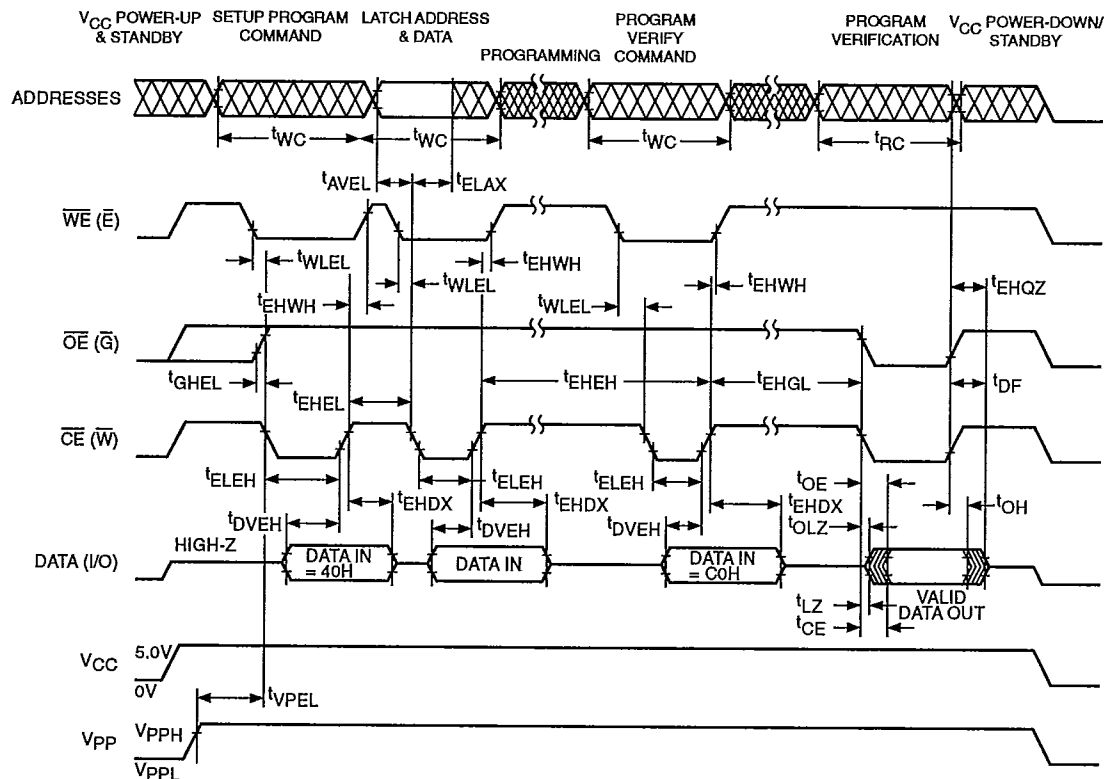 VCC POWER-UP & STANDBY
SETUP PROGRAM COMMAND
LATCH ADDRESS & DATA
PROGRAMMING
PROGRAM VERIFY COMMAND
PROGRAM VERIFICATION
VCC POWER-DOWN/ STANDBY
ADDRESSES
tWC
tWC
tWC
tRC
tAVEL
tELAX
WE (E)
tWLEL
tEHWH
tWLEL
tEHWH
tWLEL
tEHWH
tEHQZ
OE (G)
tGHEL
tEHEL
tEHEH
tEHGL
tDF
CE (W)
tELEH
tEHDX
tELEH
tEHDX
tELEH
tEHDX
tOE
tOH
tDVEH
tDVEH
tDVEH
tOLZ
DATA (I/O)
HIGH-Z
DATA IN = 40H
DATA IN
DATA IN = C0H
VALID DATA OUT
tLZ
tCE
VCC
5.0V
0V
tVPEL
VPP
VPPH
VPPL